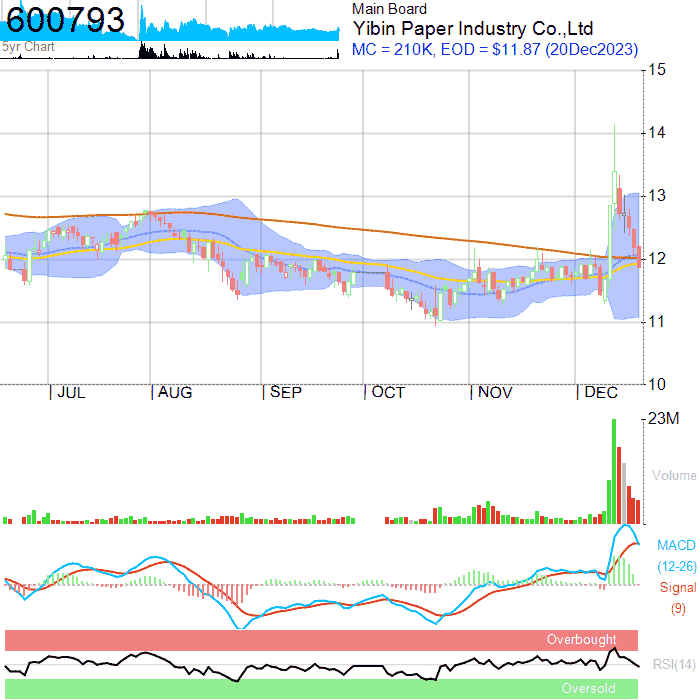 600793
5yr Chart
Main Board
Yibin Paper Industry Co.,Ltd
MC = 210K, EOD = $11.87 (20Dec2023)
15
14
13
12
11
10
JUL AUG SEP OCT NOV DEC
23M
Volume
MACD
(12-26)
Signal
(9)
Overbought
RSI(14)
Oversold